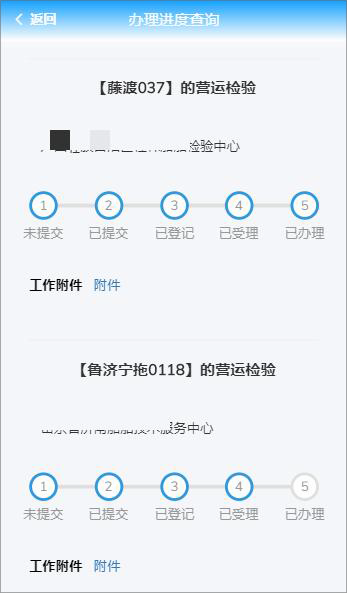 返回 办理进度查询
【藤渡037】的营运检验
检验中心
1 2 3 4 5
未提交 已提交 已登记 已受理 已办理
工作附件 附件
【鲁济宁拖0118】的营运检验
服务中心
1 2 3 4 5
未提交 已提交 已登记 已受理 已办理
工作附件 附件